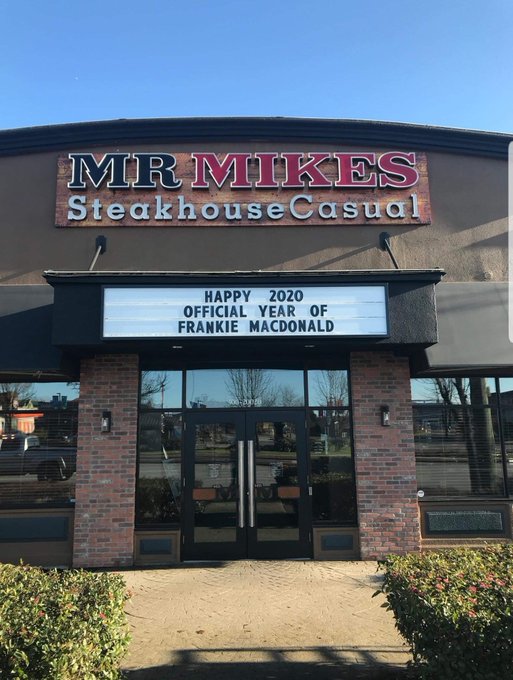 MR MIKES
SteakhouseCasual
HAPPY 2020
OFFICIAL YEAR OF
FRANKIE MACDONALD